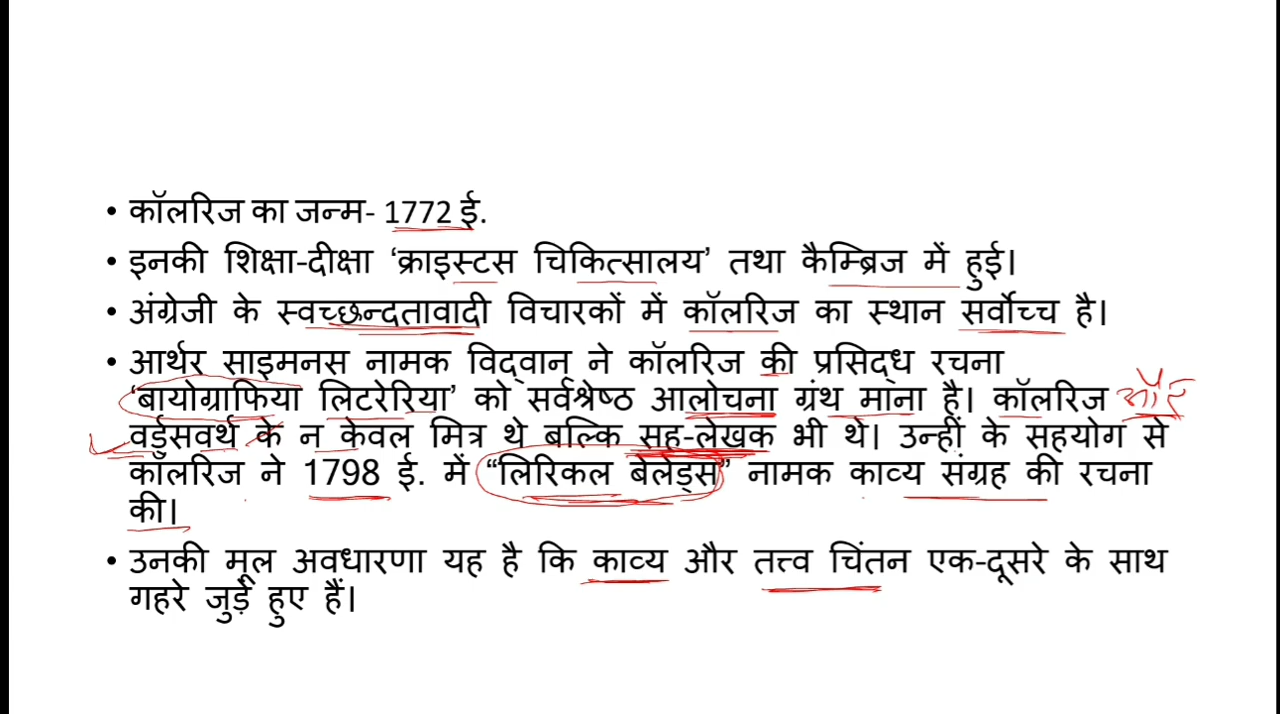 • कॉलरिज का जन्म- 1772 ई.
• इनकी शिक्षा-दीक्षा ‘क्राइस्टस चिकित्सालय’ तथा कैम्ब्रिज में हुई।
• अंग्रेजी के स्वच्छन्दतावादी विचारकों में कॉलरिज का स्थान सर्वोच्च है।
• आर्थर साइमनस नामक विद्वान् ने कॉलरिज की प्रसिद्ध रचना
‘बायोग्राफिया लिटरेरिया’ को सर्वश्रेष्ठ आलोचना ग्रंथ माना है। कॉलरिज और
वर्ड्सवर्थ के न केवल मित्र थे बल्कि सह-लेखक भी थे। उन्हीं के सहयोग से
कॉलरिज ने 1798 ई. में “लिरिकल बेलेड्स” नामक काव्य संग्रह की रचना
की।
• उनकी मूल अवधारणा यह है कि काव्य और तत्त्व चिंतन एक-दूसरे के साथ
गहरे जुड़े हुए हैं।